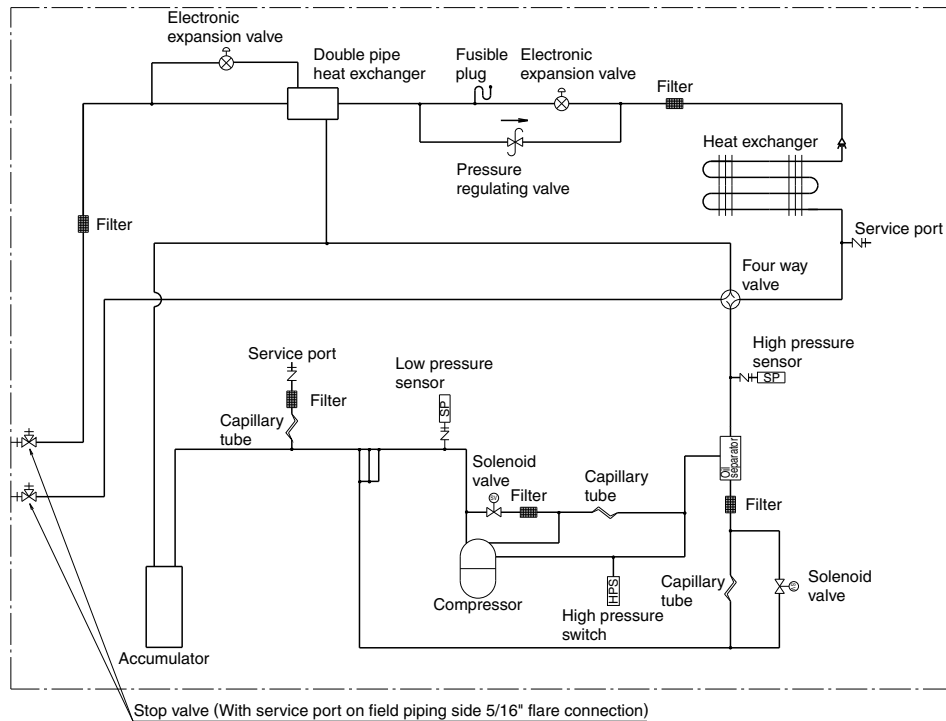 Electronic
expansion valve
Double pipe
heat exchanger
Fusible
plug
Electronic
expansion valve
Filter
Heat exchanger
Pressure
regulating valve
Filter
Service port
Four way
valve
Service port
Low pressure
sensor
High pressure
sensor
SP
SP
Filter
Capillary
tube
Solenoid
valve
SV
Filter
Capillary
tube
Oil
separator
Filter
Compressor
HPS
High pressure
switch
Capillary
tube
Solenoid
valve
Accumulator
Stop valve (With service port on field piping side 5/16" flare connection)